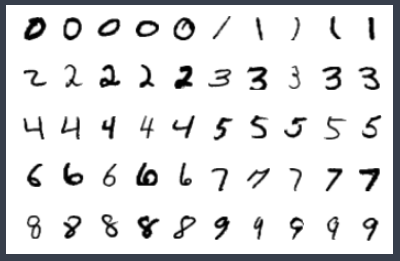 0 0 0 0 0 1 1 1 1 1
2 2 2 2 2 3 3 3 3 3
4 4 4 4 4 5 5 5 5 5
6 6 6 6 6 7 7 7 7 7
8 8 8 8 8 9 9 9 9 9